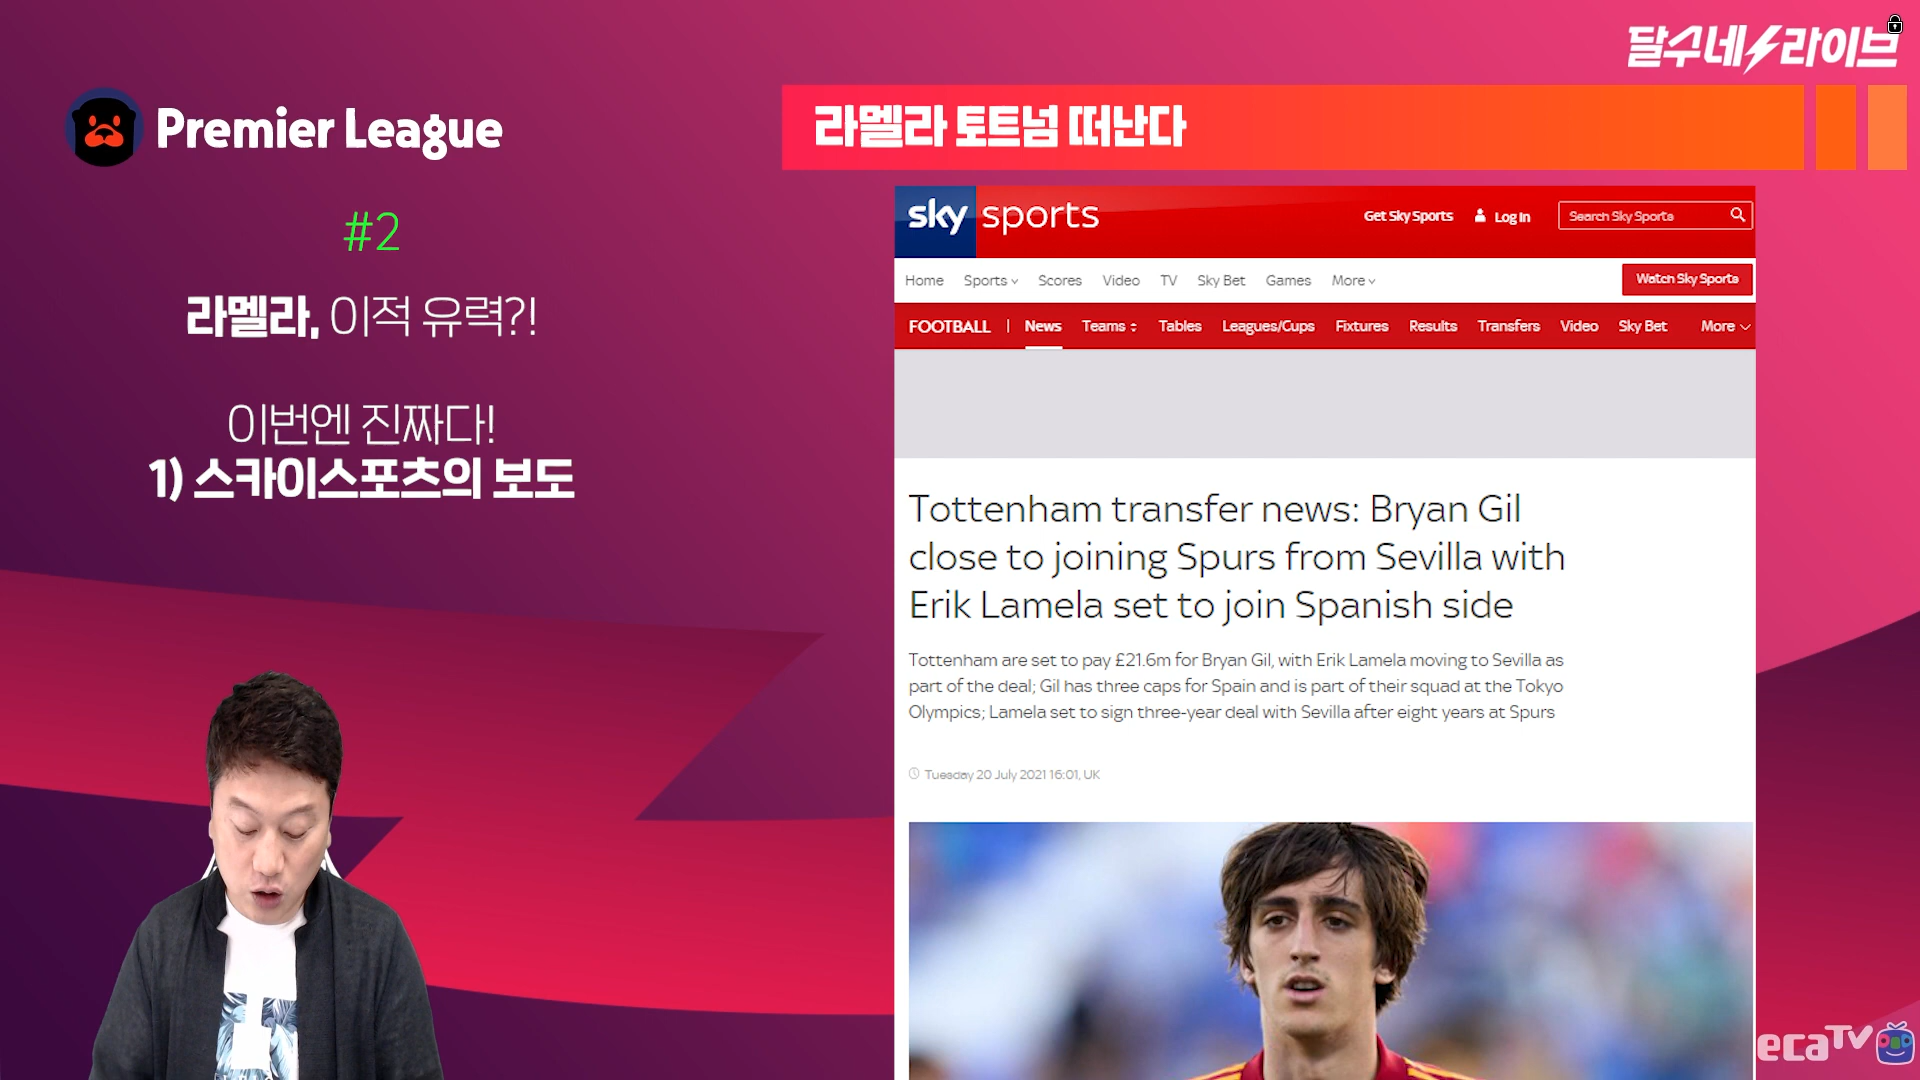 달수네라이브
Premier League
라멜라 토트넘 떠난다
#2
라멜라, 이적 유력?!
이번엔 진짜다!
1) 스카이스포츠의 보도
sky sports
Get Sky Sports
Log In
Search Sky Sports
Home Sports Scores Video TV Sky Bet Games More
Watch Sky Sports
FOOTBALL | News Teams Tables Leagues/Cups Fixtures Results Transfers Video Sky Bet More
Tottenham transfer news: Bryan Gil
close to joining Spurs from Sevilla with
Erik Lamela set to join Spanish side
Tottenham are set to pay £21.6m for Bryan Gil, with Erik Lamela moving to Sevilla as
part of the deal; Gil has three caps for Spain and is part of their squad at the Tokyo
Olympics; Lamela set to sign three-year deal with Sevilla after eight years at Spurs
Tuesday 20 July 2021 16:01, UK
ecaTV